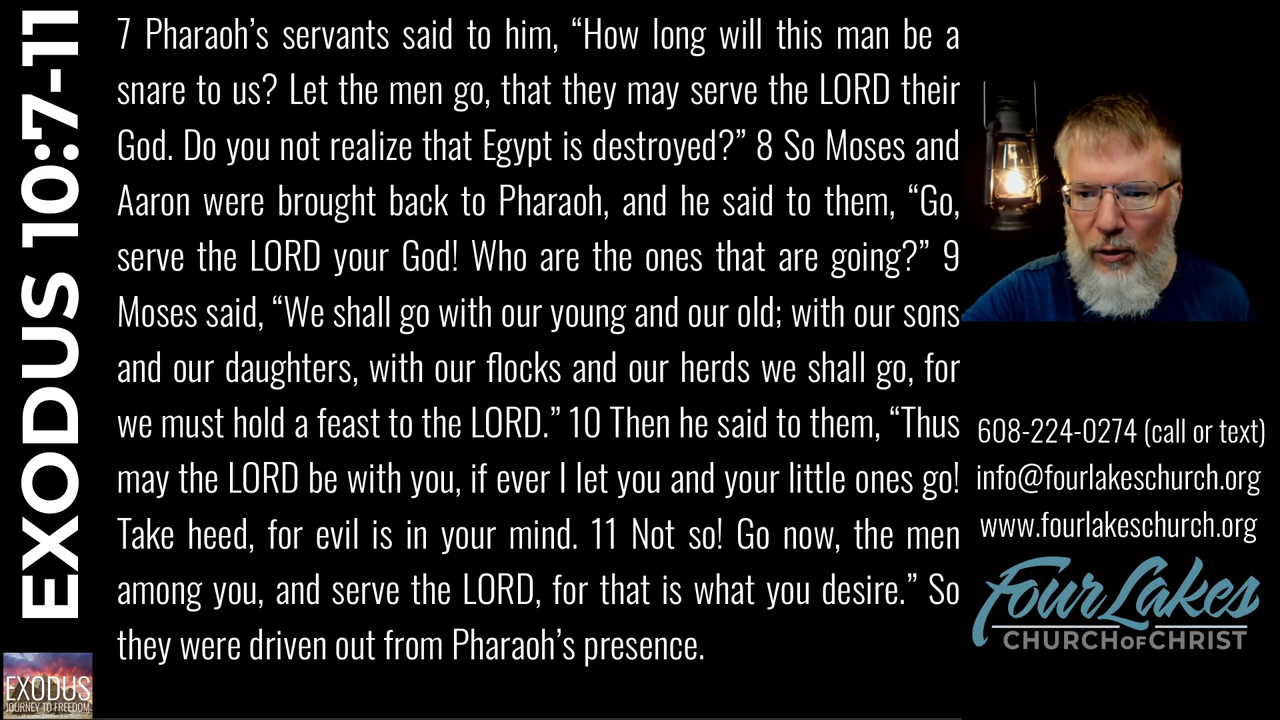 EXODUS 10:7-11
7 Pharaoh’s servants said to him, “How long will this man be a
snare to us? Let the men go, that they may serve the LORD their
God. Do you not realize that Egypt is destroyed?” 8 So Moses and
Aaron were brought back to Pharaoh, and he said to them, “Go,
serve the LORD your God! Who are the ones that are going?” 9
Moses said, “We shall go with our young and our old; with our sons
and our daughters, with our flocks and our herds we shall go, for
we must hold a feast to the LORD.” 10 Then he said to them, “Thus
may the LORD be with you, if ever I let you and your little ones go!
Take heed, for evil is in your mind. 11 Not so! Go now, the men
among you, and serve the LORD, for that is what you desire.” So
they were driven out from Pharaoh’s presence.
608-224-0274 (call or text)
info@fourlakeschurch.org
www.fourlakeschurch.org
Four Lakes
CHURCH OF CHRIST
EXODUS
JOURNEY TO FREEDOM